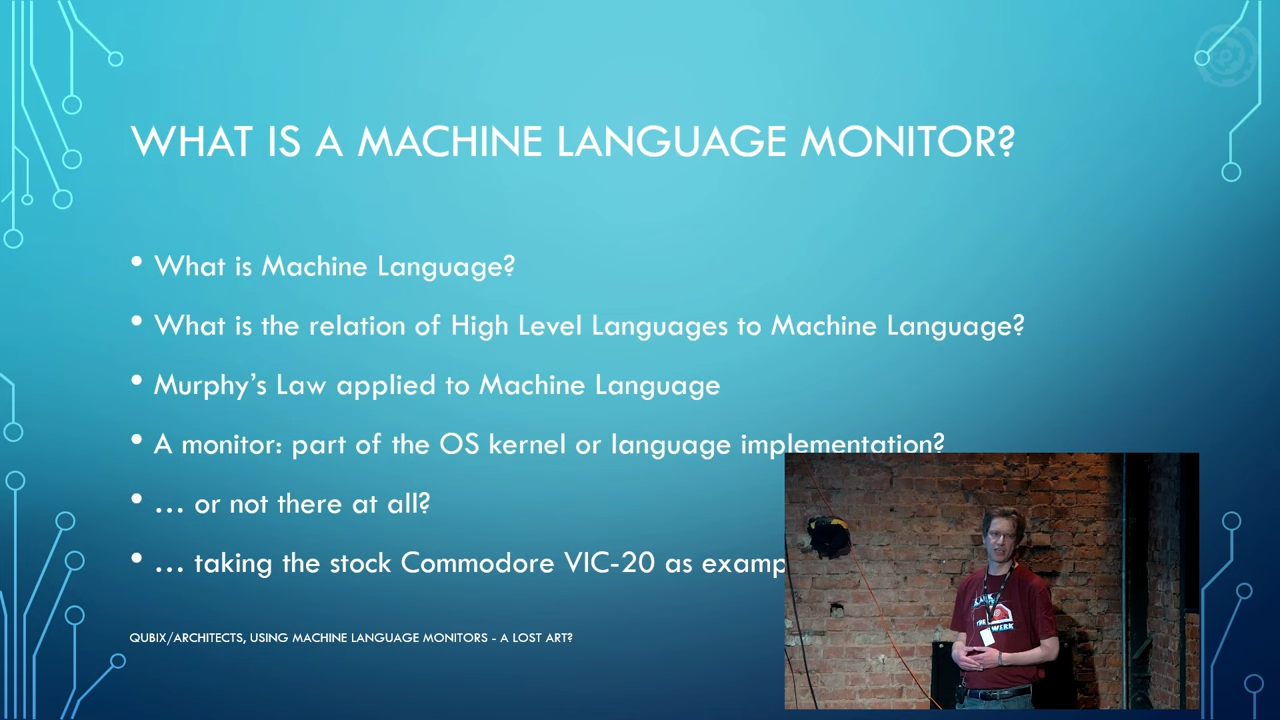 WHAT IS A MACHINE LANGUAGE MONITOR?
• What is Machine Language?
• What is the relation of High Level Languages to Machine Language?
• Murphy's Law applied to Machine Language
• A monitor: part of the OS kernel or language implementation?
• … or not there at all?
• … taking the stock Commodore VIC-20 as examp
QUBIX/ARCHITECTS, USING MACHINE LANGUAGE MONITORS - A LOST ART?